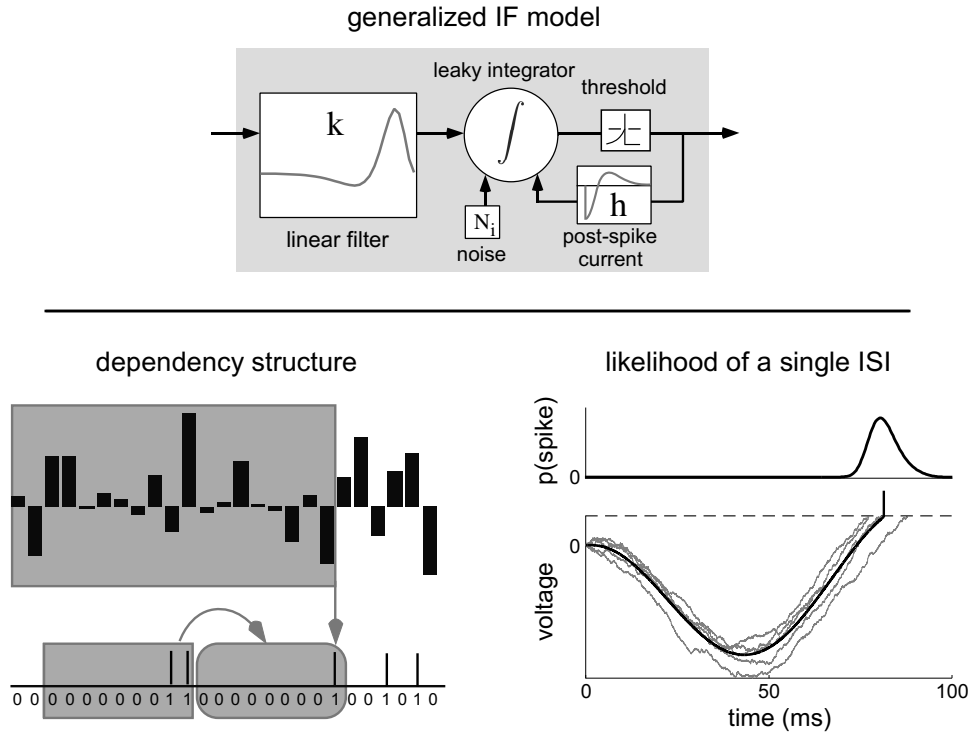 generalized IF model
leaky integrator
threshold
k
∫
h
N_i
linear filter
noise
post-spike
current
dependency structure
0 0 0 0 0 0 0 0 0 1 1 0 0 0 0 0 0 0 0 1 0 0 1 0 1 0
likelihood of a single ISI
p(spike)
0
voltage
0
0
50
100
time (ms)